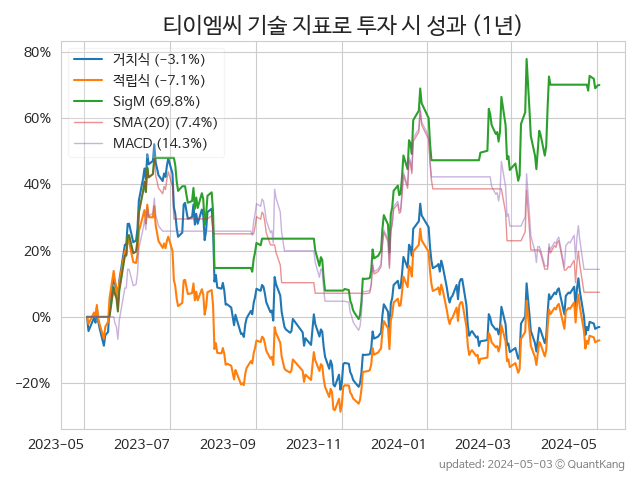 티이엠씨 기술 지표로 투자 시 성과 (1년)
80%
60%
40%
20%
0%
−20%
거치식 (−3.1%)
적립식 (−7.1%)
SigM (69.8%)
SMA(20) (7.4%)
MACD (14.3%)
2023-05
2023-07
2023-09
2023-11
2024-01
2024-03
2024-05
updated: 2024-05-03 © QuantKang